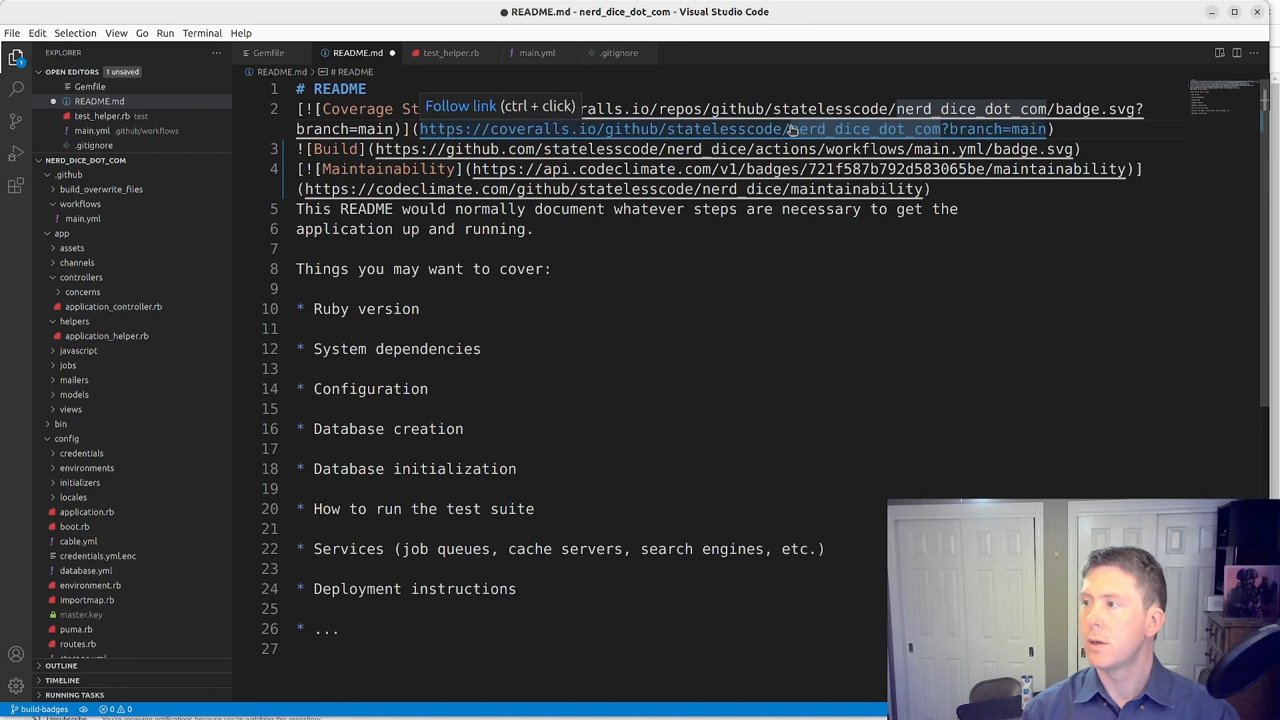 README.md - nerd_dice_dot_com - Visual Studio Code
File Edit Selection View Go Run Terminal Help
EXPLORER
Gemfile README.md test_helper.rb main.yml .gitignore
OPEN EDITORS 1 unsaved
Gemfile
README.md
test_helper.rb test
main.yml .github/workflows
.gitignore
NERD_DICE_DOT_COM
.github
build_overwrite_files
workflows
main.yml
app
assets
channels
controllers
concerns
application_controller.rb
helpers
application_helper.rb
javascript
jobs
mailers
models
views
bin
config
credentials
environments
initializers
locales
application.rb
boot.rb
cable.yml
credentials.yml.enc
database.yml
environment.rb
importmap.rb
master.key
puma.rb
routes.rb
OUTLINE
TIMELINE
RUNNING TASKS
README.md > # README
1 # README
2 [![Coverage St ralls.io/repos/github/statelesscode/nerd_dice_dot_com/badge.svg?
Follow link (ctrl + click)
branch=main)](https://coveralls.io/github/statelesscode/nerd_dice_dot_com?branch=main)
3 ![Build](https://github.com/statelesscode/nerd_dice/actions/workflows/main.yml/badge.svg)
4 [![Maintainability](https://api.codeclimate.com/v1/badges/721f587b792d583065be/maintainability)]
(https://codeclimate.com/github/statelesscode/nerd_dice/maintainability)
5 This README would normally document whatever steps are necessary to get the
6 application up and running.
7
8 Things you may want to cover:
9
10 * Ruby version
11
12 * System dependencies
13
14 * Configuration
15
16 * Database creation
17
18 * Database initialization
19
20 * How to run the test suite
21
22 * Services (job queues, cache servers, search engines, etc.)
23
24 * Deployment instructions
25
26 * ...
27
build-badges 0 0